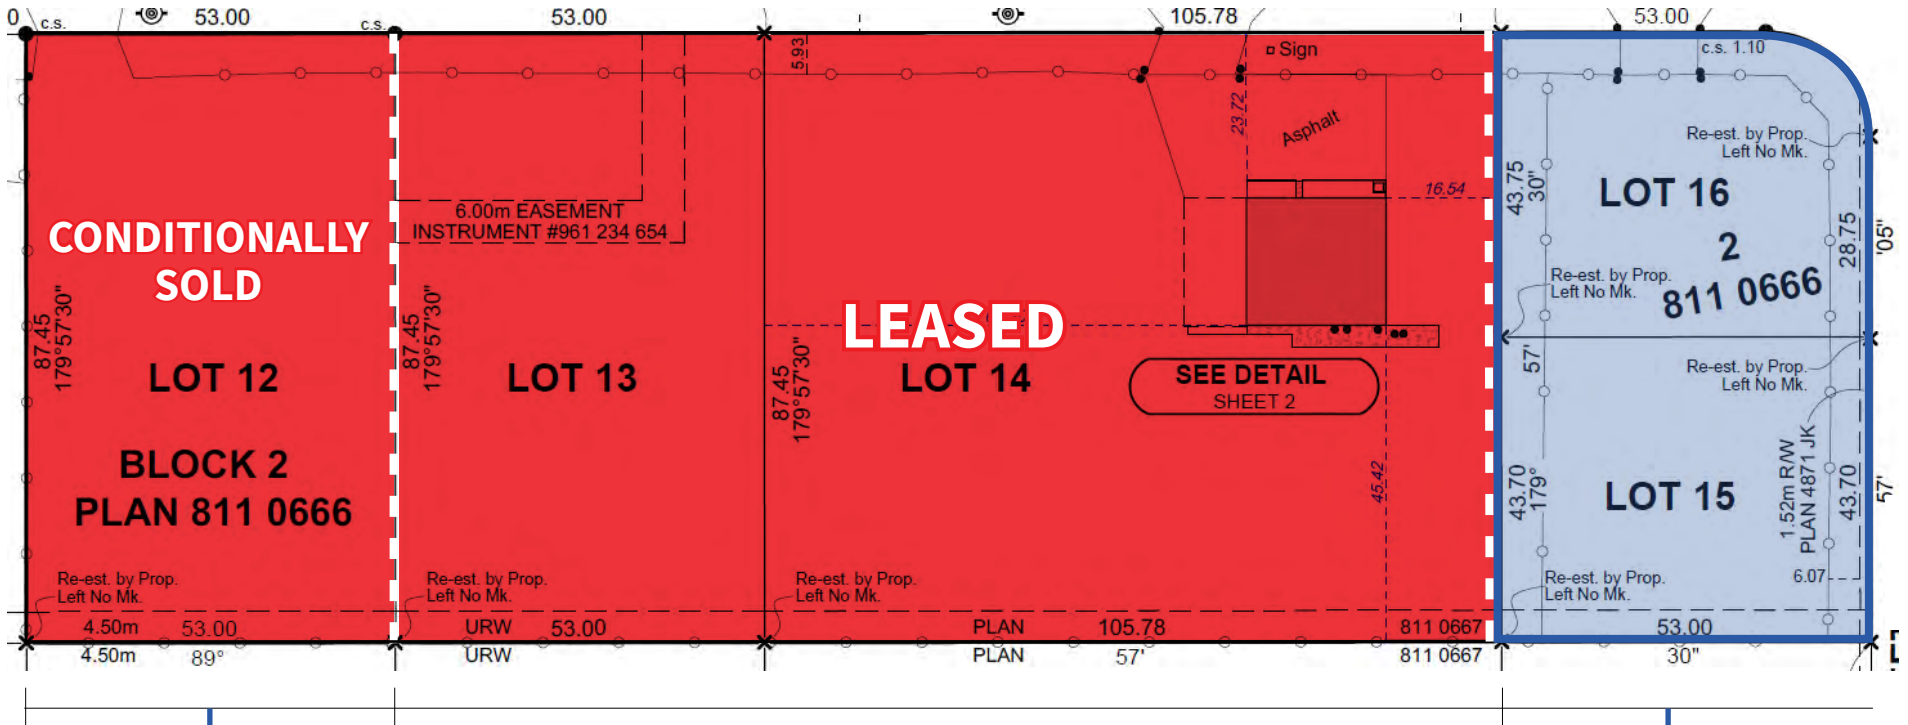 0
c.s.
53.00
c.s.
53.00
105.78
53.00
5.93
Sign
c.s. 1.10
23.72
Asphalt
Re-est. by Prop.
Left No Mk.
16.54
43.75
30"
LOT 16
2
811 0666
28.75
'05"
6.00m EASEMENT
INSTRUMENT #961 234 654
CONDITIONALLY
SOLD
Re-est. by Prop.
Left No Mk.
87.45
179°57'30"
87.45
179°57'30"
LEASED
87.45
179°57'30"
LOT 12
LOT 13
LOT 14
SEE DETAIL
SHEET 2
57'
Re-est. by Prop.
Left No Mk.
BLOCK 2
PLAN 811 0666
45.42
43.70
179°
LOT 15
1.52m R/W
PLAN 4871 JK
43.70
57'
6.07
Re-est. by Prop.
Left No Mk.
Re-est. by Prop.
Left No Mk.
Re-est. by Prop.
Left No Mk.
Re-est. by Prop.
Left No Mk.
4.50m
53.00
URW
53.00
PLAN
105.78
811 0667
53.00
4.50m
89°
URW
PLAN
57'
811 0667
30"